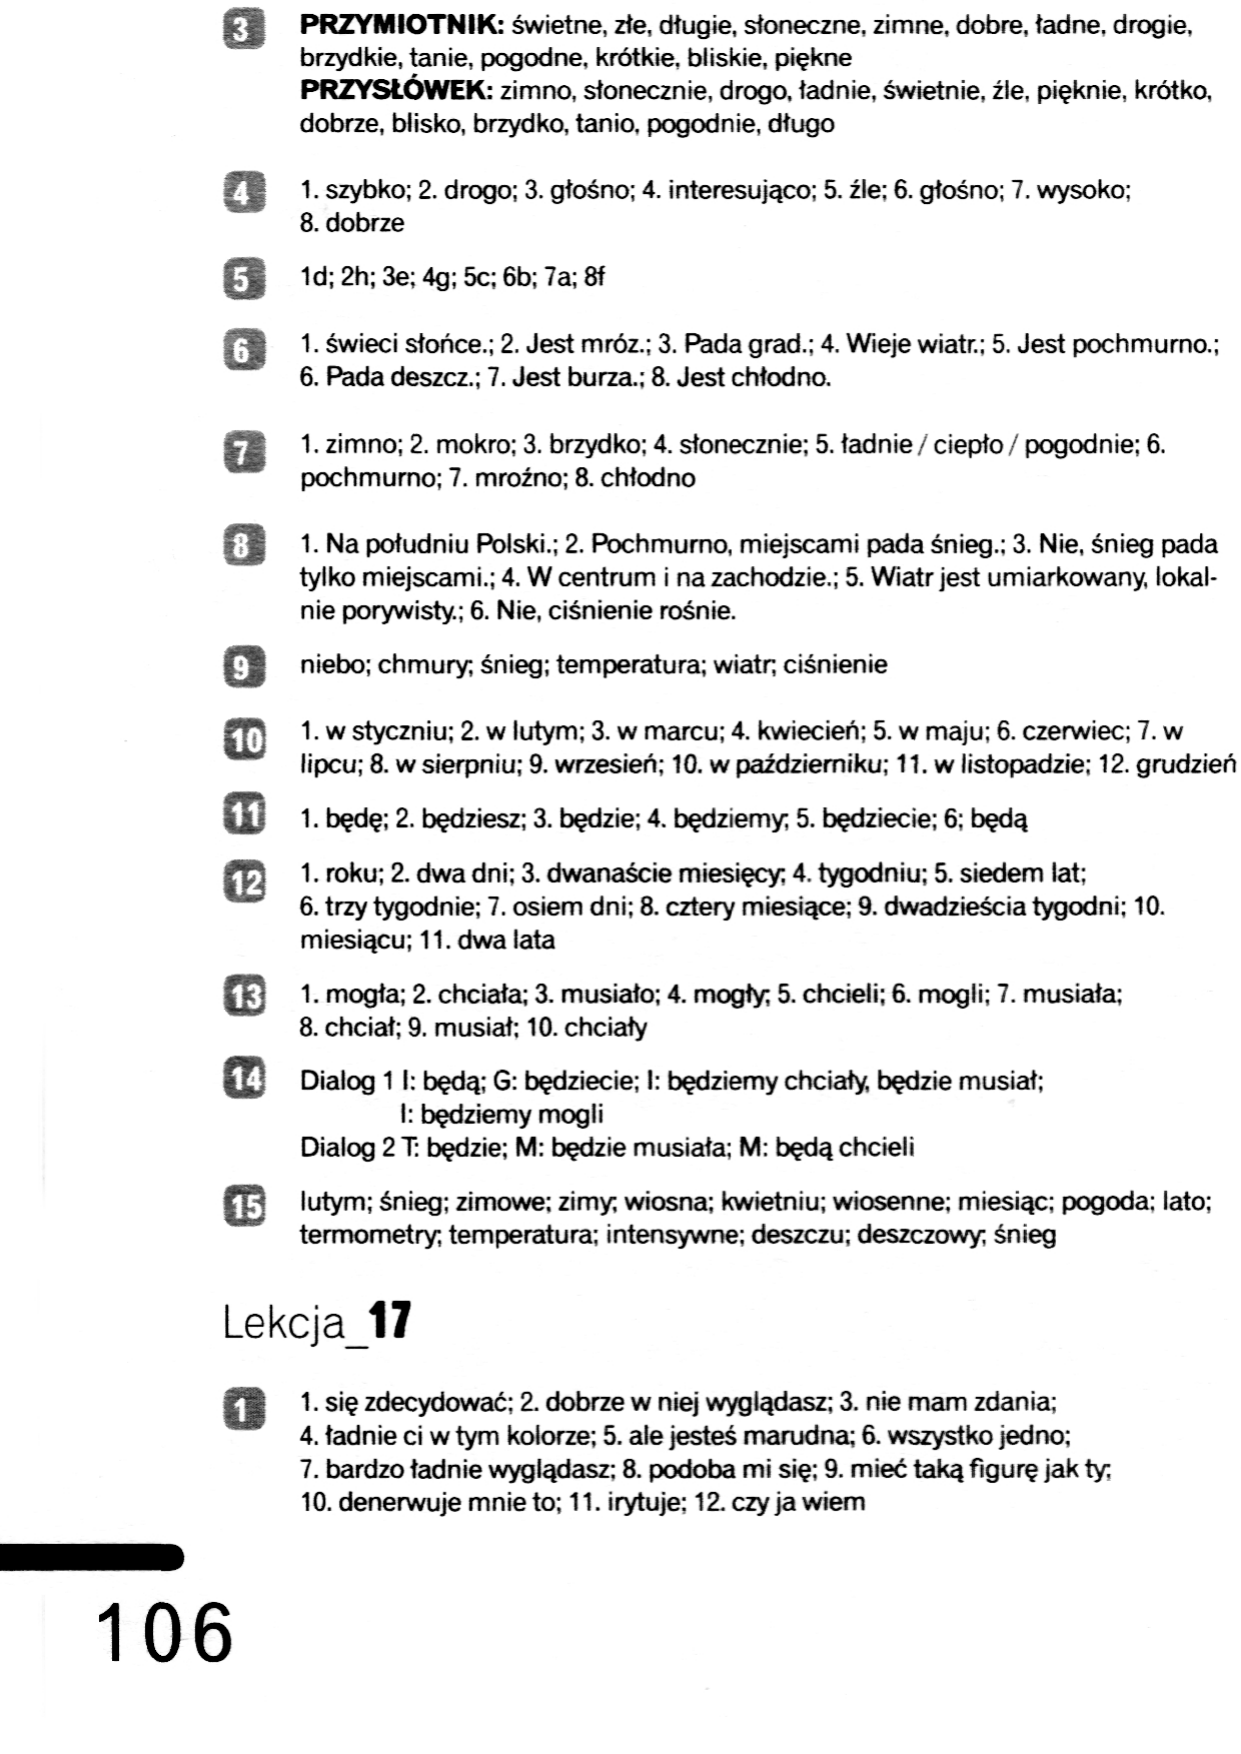 3 PRZYMIOTNIK: świetne, złe, długie, słoneczne, zimne, dobre, ładne, drogie,
brzydkie, tanie, pogodne, krótkie, bliskie, piękne
PRZYSŁÓWEK: zimno, słonecznie, drogo, ładnie, świetnie, źle, pięknie, krótko,
dobrze, blisko, brzydko, tanio, pogodnie, długo
4 1. szybko; 2. drogo; 3. głośno; 4. interesująco; 5. źle; 6. głośno; 7. wysoko;
8. dobrze
5 1d; 2h; 3e; 4g; 5c; 6b; 7a; 8f
6 1. świeci słońce.; 2. Jest mróz.; 3. Pada grad.; 4. Wieje wiatr.; 5. Jest pochmurno.;
6. Pada deszcz.; 7. Jest burza.; 8. Jest chłodno.
7 1. zimno; 2. mokro; 3. brzydko; 4. słonecznie; 5. ładnie / ciepło / pogodnie; 6.
pochmurno; 7. mroźno; 8. chłodno
8 1. Na południu Polski.; 2. Pochmurno, miejscami pada śnieg.; 3. Nie, śnieg pada
tylko miejscami.; 4. W centrum i na zachodzie.; 5. Wiatr jest umiarkowany, lokal-
nie porywisty.; 6. Nie, ciśnienie rośnie.
9 niebo; chmury; śnieg; temperatura; wiatr; ciśnienie
10 1. w styczniu; 2. w lutym; 3. w marcu; 4. kwiecień; 5. w maju; 6. czerwiec; 7. w
lipcu; 8. w sierpniu; 9. wrzesień; 10. w październiku; 11. w listopadzie; 12. grudzień
11 1. będę; 2. będziesz; 3. będzie; 4. będziemy; 5. będziecie; 6; będą
12 1. roku; 2. dwa dni; 3. dwanaście miesięcy; 4. tygodniu; 5. siedem lat;
6. trzy tygodnie; 7. osiem dni; 8. cztery miesiące; 9. dwadzieścia tygodni; 10.
miesiącu; 11. dwa lata
13 1. mogła; 2. chciała; 3. musiało; 4. mogły; 5. chcieli; 6. mogli; 7. musiała;
8. chciał; 9. musiał; 10. chciały
14 Dialog 1 I: będą; G: będziecie; I: będziemy chciały, będzie musiał;
I: będziemy mogli
Dialog 2 T: będzie; M: będzie musiała; M: będą chcieli
15 lutym; śnieg; zimowe; zimy; wiosna; kwietniu; wiosenne; miesiąc; pogoda; lato;
termometry; temperatura; intensywne; deszczu; deszczowy; śnieg
Lekcja_17
1 1. się zdecydować; 2. dobrze w niej wyglądasz; 3. nie mam zdania;
4. ładnie ci w tym kolorze; 5. ale jesteś marudna; 6. wszystko jedno;
7. bardzo ładnie wyglądasz; 8. podoba mi się; 9. mieć taką figurę jak ty;
10. denerwuje mnie to; 11. irytuje; 12. czy ja wiem
106